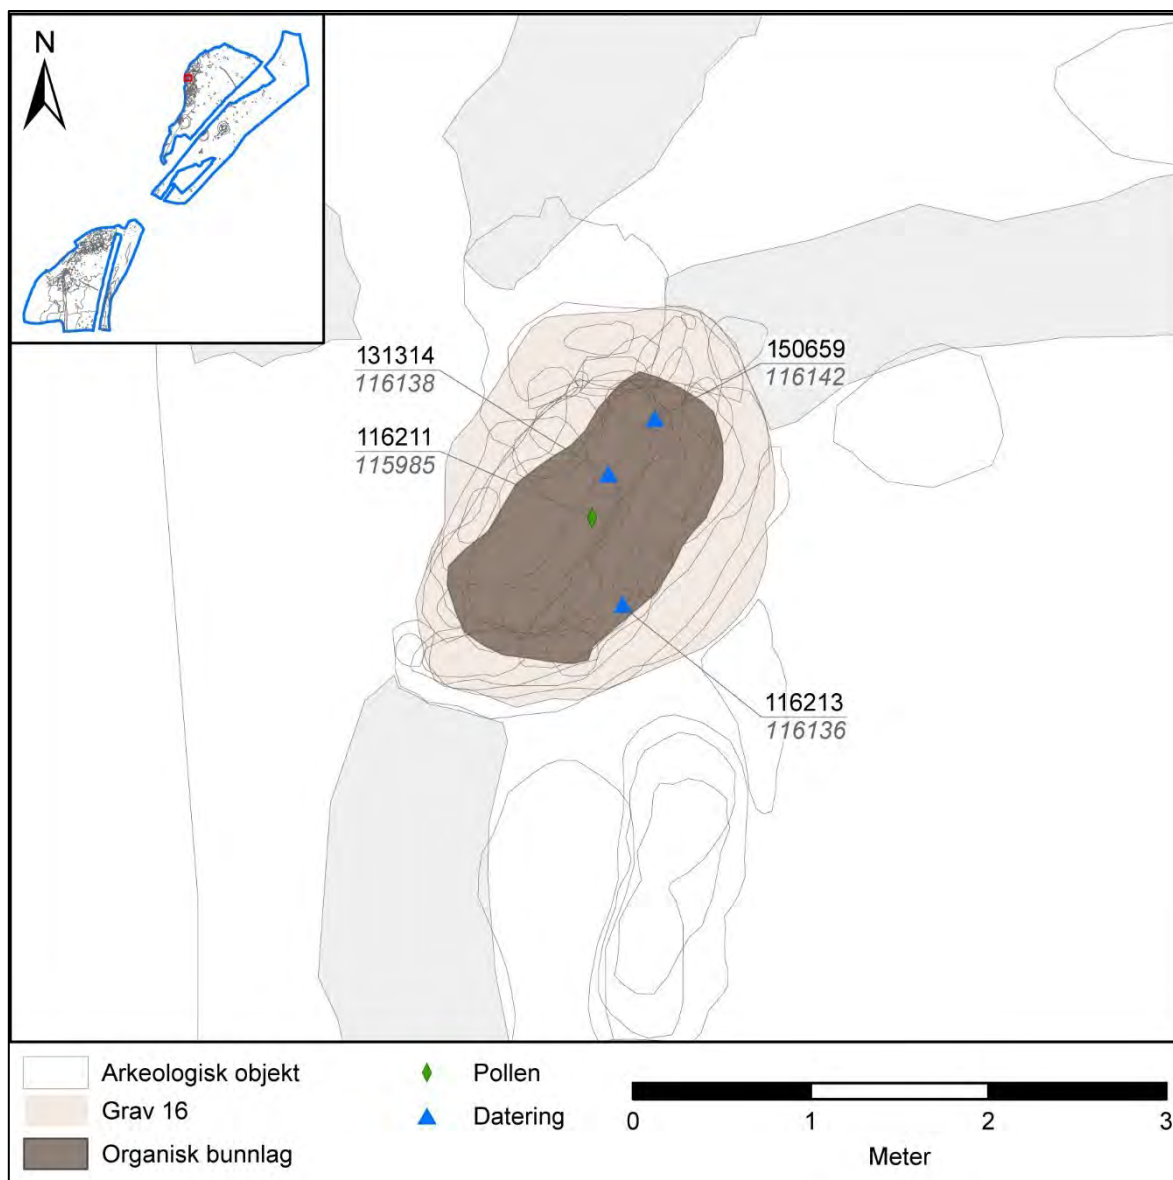 N
131314
116138
150659
116142
116211
115985
116213
116136
Arkeologisk objekt
Grav 16
Organisk bunnlag
Pollen
Datering
0 1 2 3
Meter